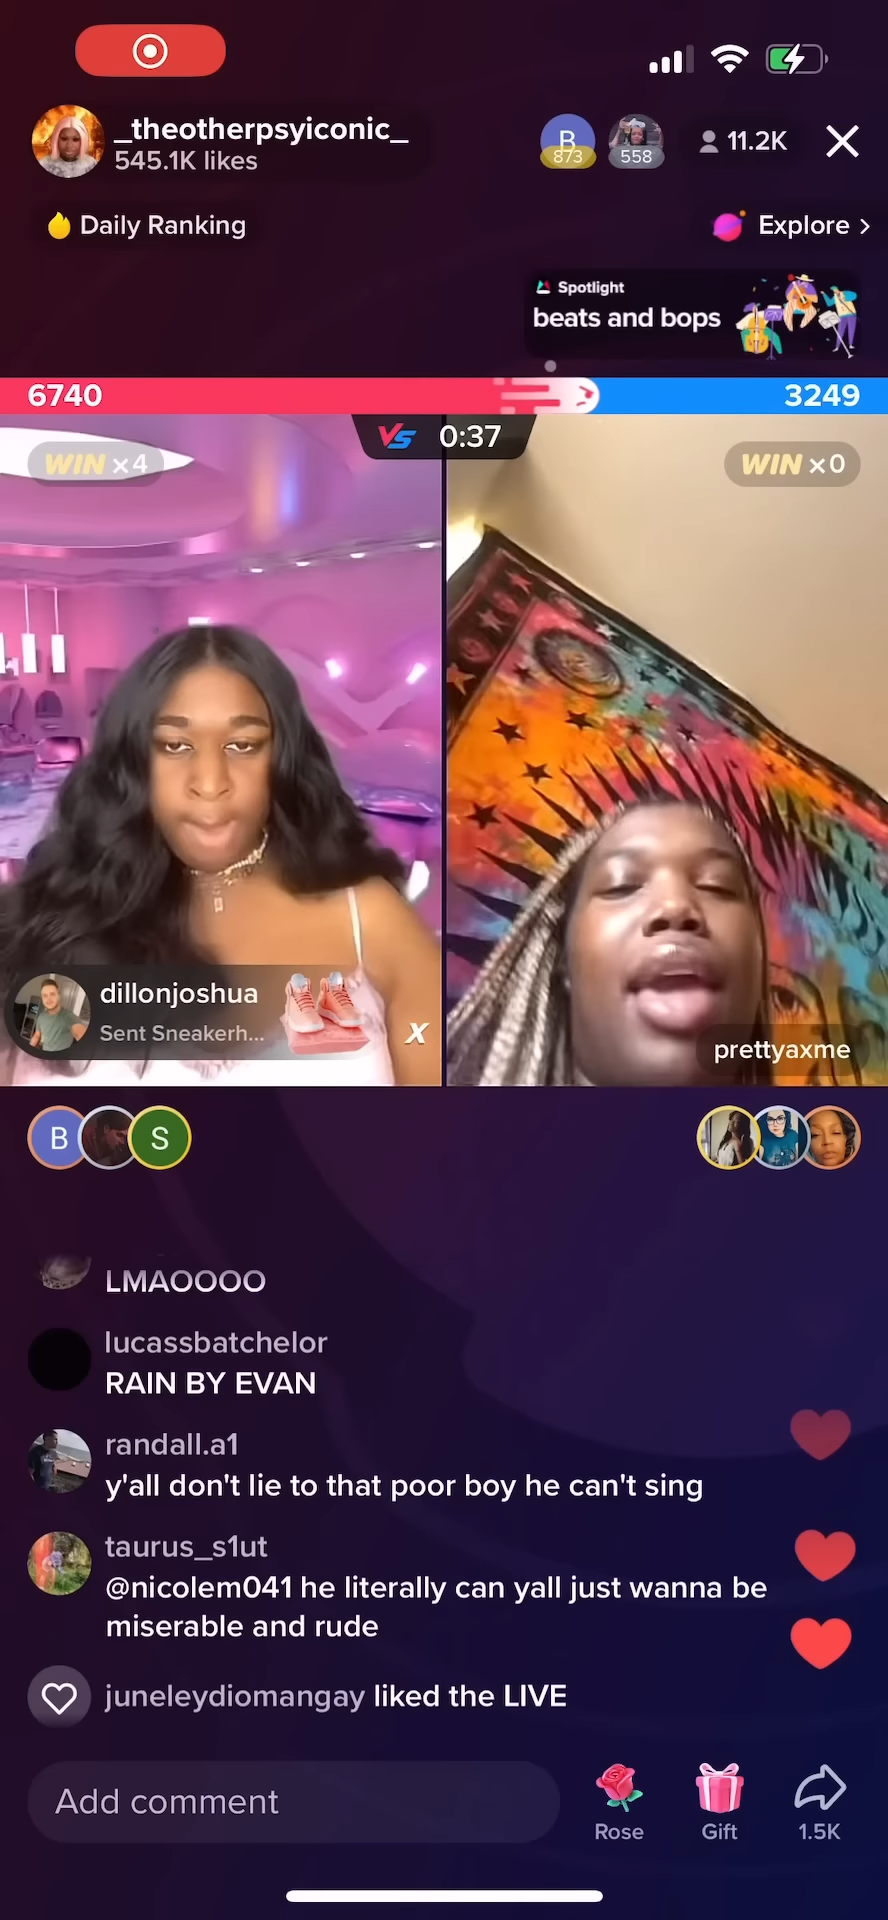 _theotherpsyiconic_
545.1K likes
B
873
558
11.2K
Daily Ranking
Explore >
Spotlight
beats and bops
6740
3249
VS 0:37
WIN x4
WIN x0
dillonjoshua
Sent Sneakerh...
x
prettyaxme
B
S
LMAOOOO
lucassbatchelor
RAIN BY EVAN
randall.a1
y'all don't lie to that poor boy he can't sing
taurus_s1ut
@nicolem041 he literally can yall just wanna be
miserable and rude
juneleydiomangay liked the LIVE
Add comment
Rose
Gift
1.5K